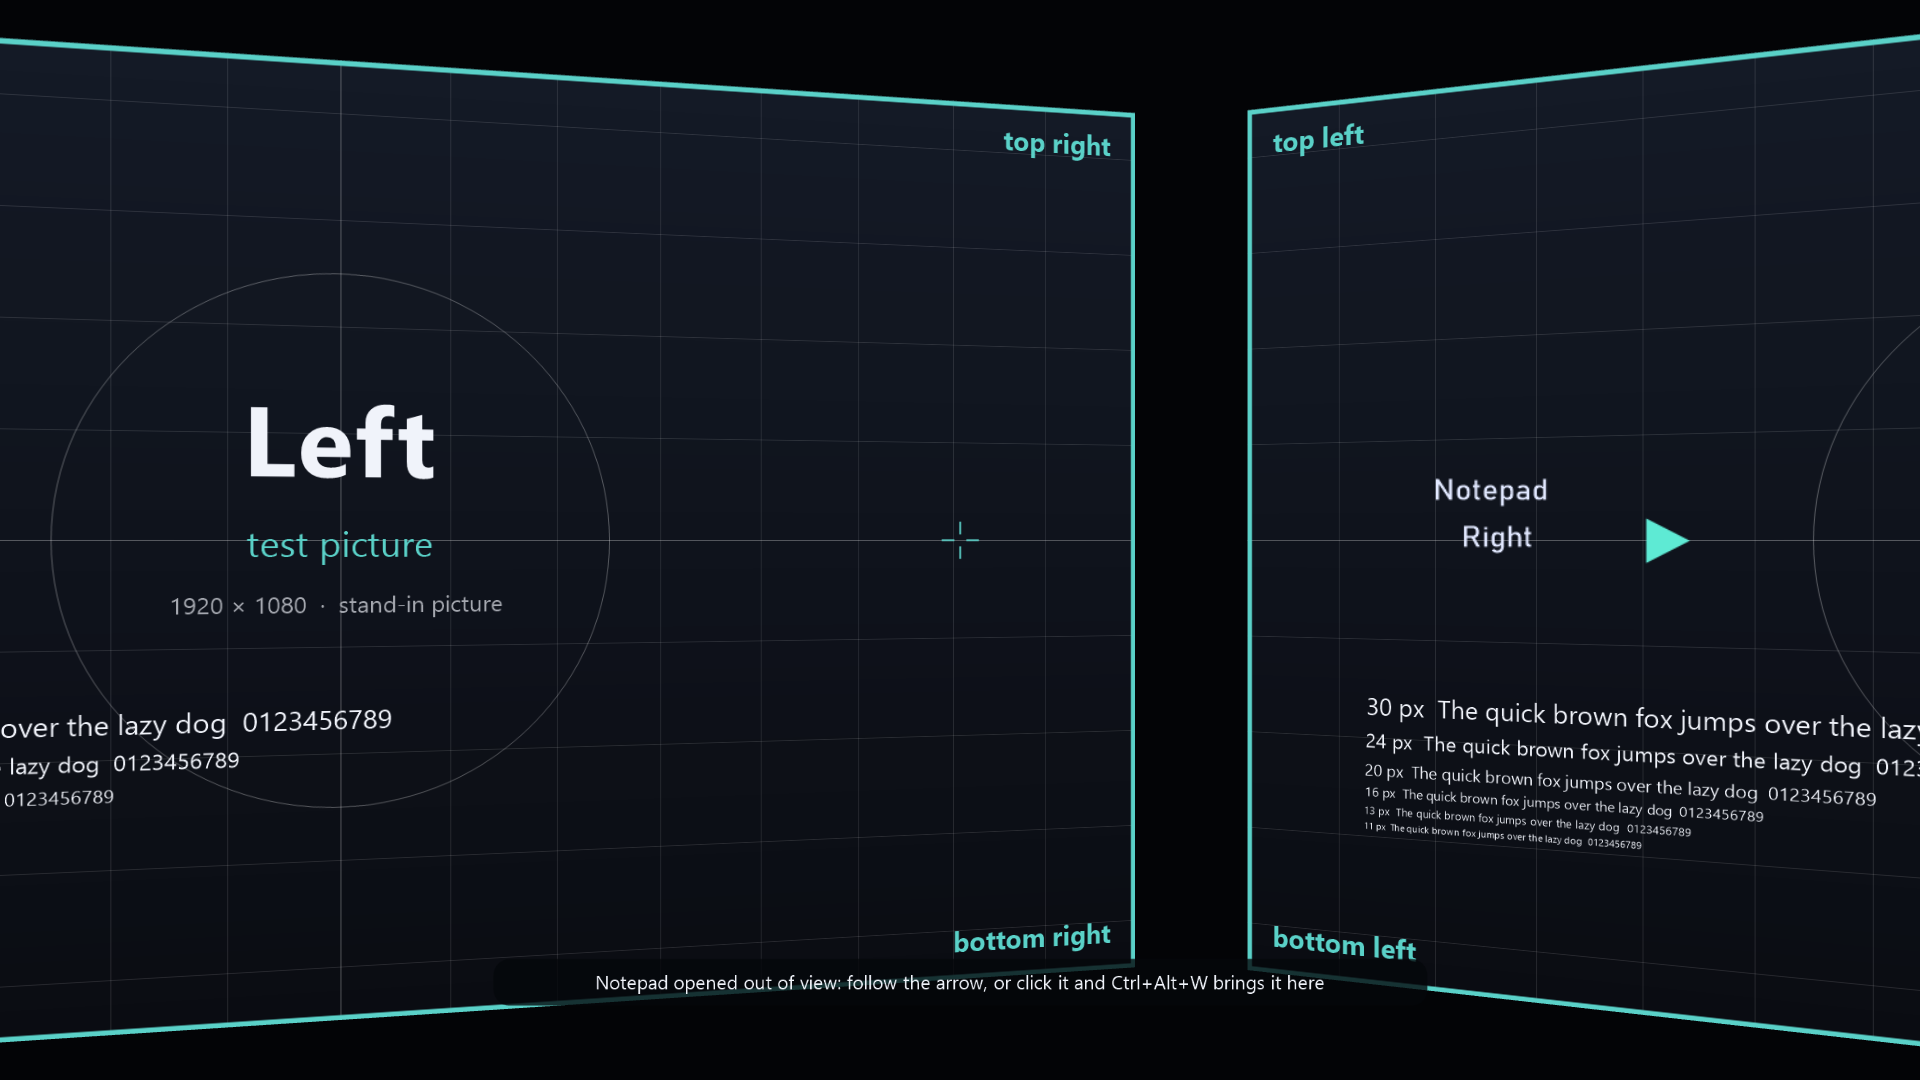 top right
Left
test picture
1920 × 1080 · stand-in picture
over the lazy dog 0123456789
lazy dog 0123456789
0123456789
bottom right
top left
Notepad
Right
30 px The quick brown fox jumps over the lazy
24 px The quick brown fox jumps over the lazy dog 0123
20 px The quick brown fox jumps over the lazy dog 0123456789
16 px The quick brown fox jumps over the lazy dog 0123456789
13 px The quick brown fox jumps over the lazy dog 0123456789
11 px The quick brown fox jumps over the lazy dog 0123456789
bottom left
Notepad opened out of view: follow the arrow, or click it and Ctrl+Alt+W brings it here